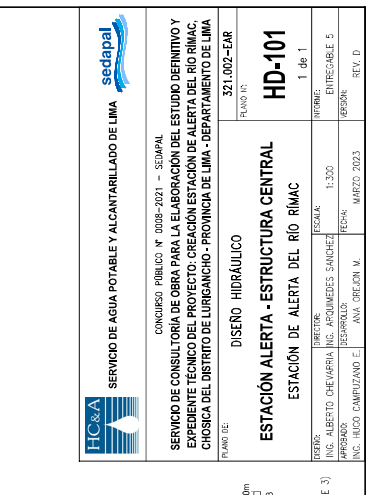 HC&A
SERVICIO DE AGUA POTABLE Y ALCANTARILLADO DE LIMA
sedapal
CONCURSO PÚBLICO N° 0008-2021 - SEDAPAL
SERVICIO DE CONSULTORÍA DE OBRA PARA LA ELABORACIÓN DEL ESTUDIO DEFINITIVO Y
EXPEDIENTE TÉCNICO DEL PROYECTO: CREACIÓN ESTACIÓN DE ALERTA DEL RÍO RÍMAC,
CHOSICA DEL DISTRITO DE LURIGANCHO - PROVINCIA DE LIMA - DEPARTAMENTO DE LIMA
PLANO DE:
DISEÑO HIDRÁULICO
321.002-EAR
ESTACIÓN ALERTA - ESTRUCTURA CENTRAL
ESTACIÓN DE ALERTA DEL RÍO RÍMAC
PLANO N°:
HD-101
1 de 1
DISEÑO:
ING. ALBERTO CHEVARRIA
DIRECTOR:
ING. ARQUIMEDES SANCHEZ
ESCALA:
1:300
INFORME:
ENTREGABLE 5
APROBADO:
ING. HUGO CAMPUZANO E.
DESARROLLO:
ANA OREJON M.
FECHA:
MARZO 2023
VERSIÓN:
REV. D
0m
E 3)